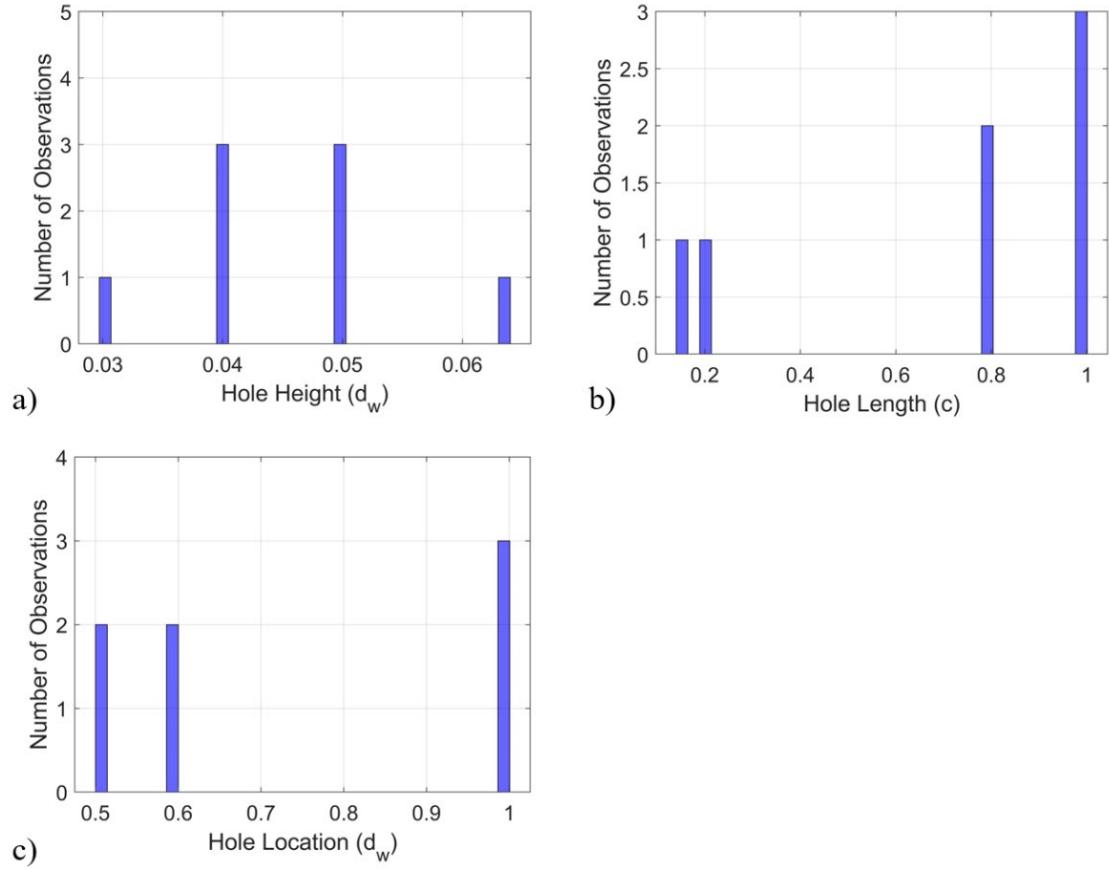 5
4
3
2
1
0
Number of Observations
0.03 0.04 0.05 0.06
Hole Height (d_w)
a)
3
2.5
2
1.5
1
0.5
0
Number of Observations
0.2 0.4 0.6 0.8 1
Hole Length (c)
b)
4
3
2
1
0
Number of Observations
0.5 0.6 0.7 0.8 0.9 1
Hole Location (d_w)
c)